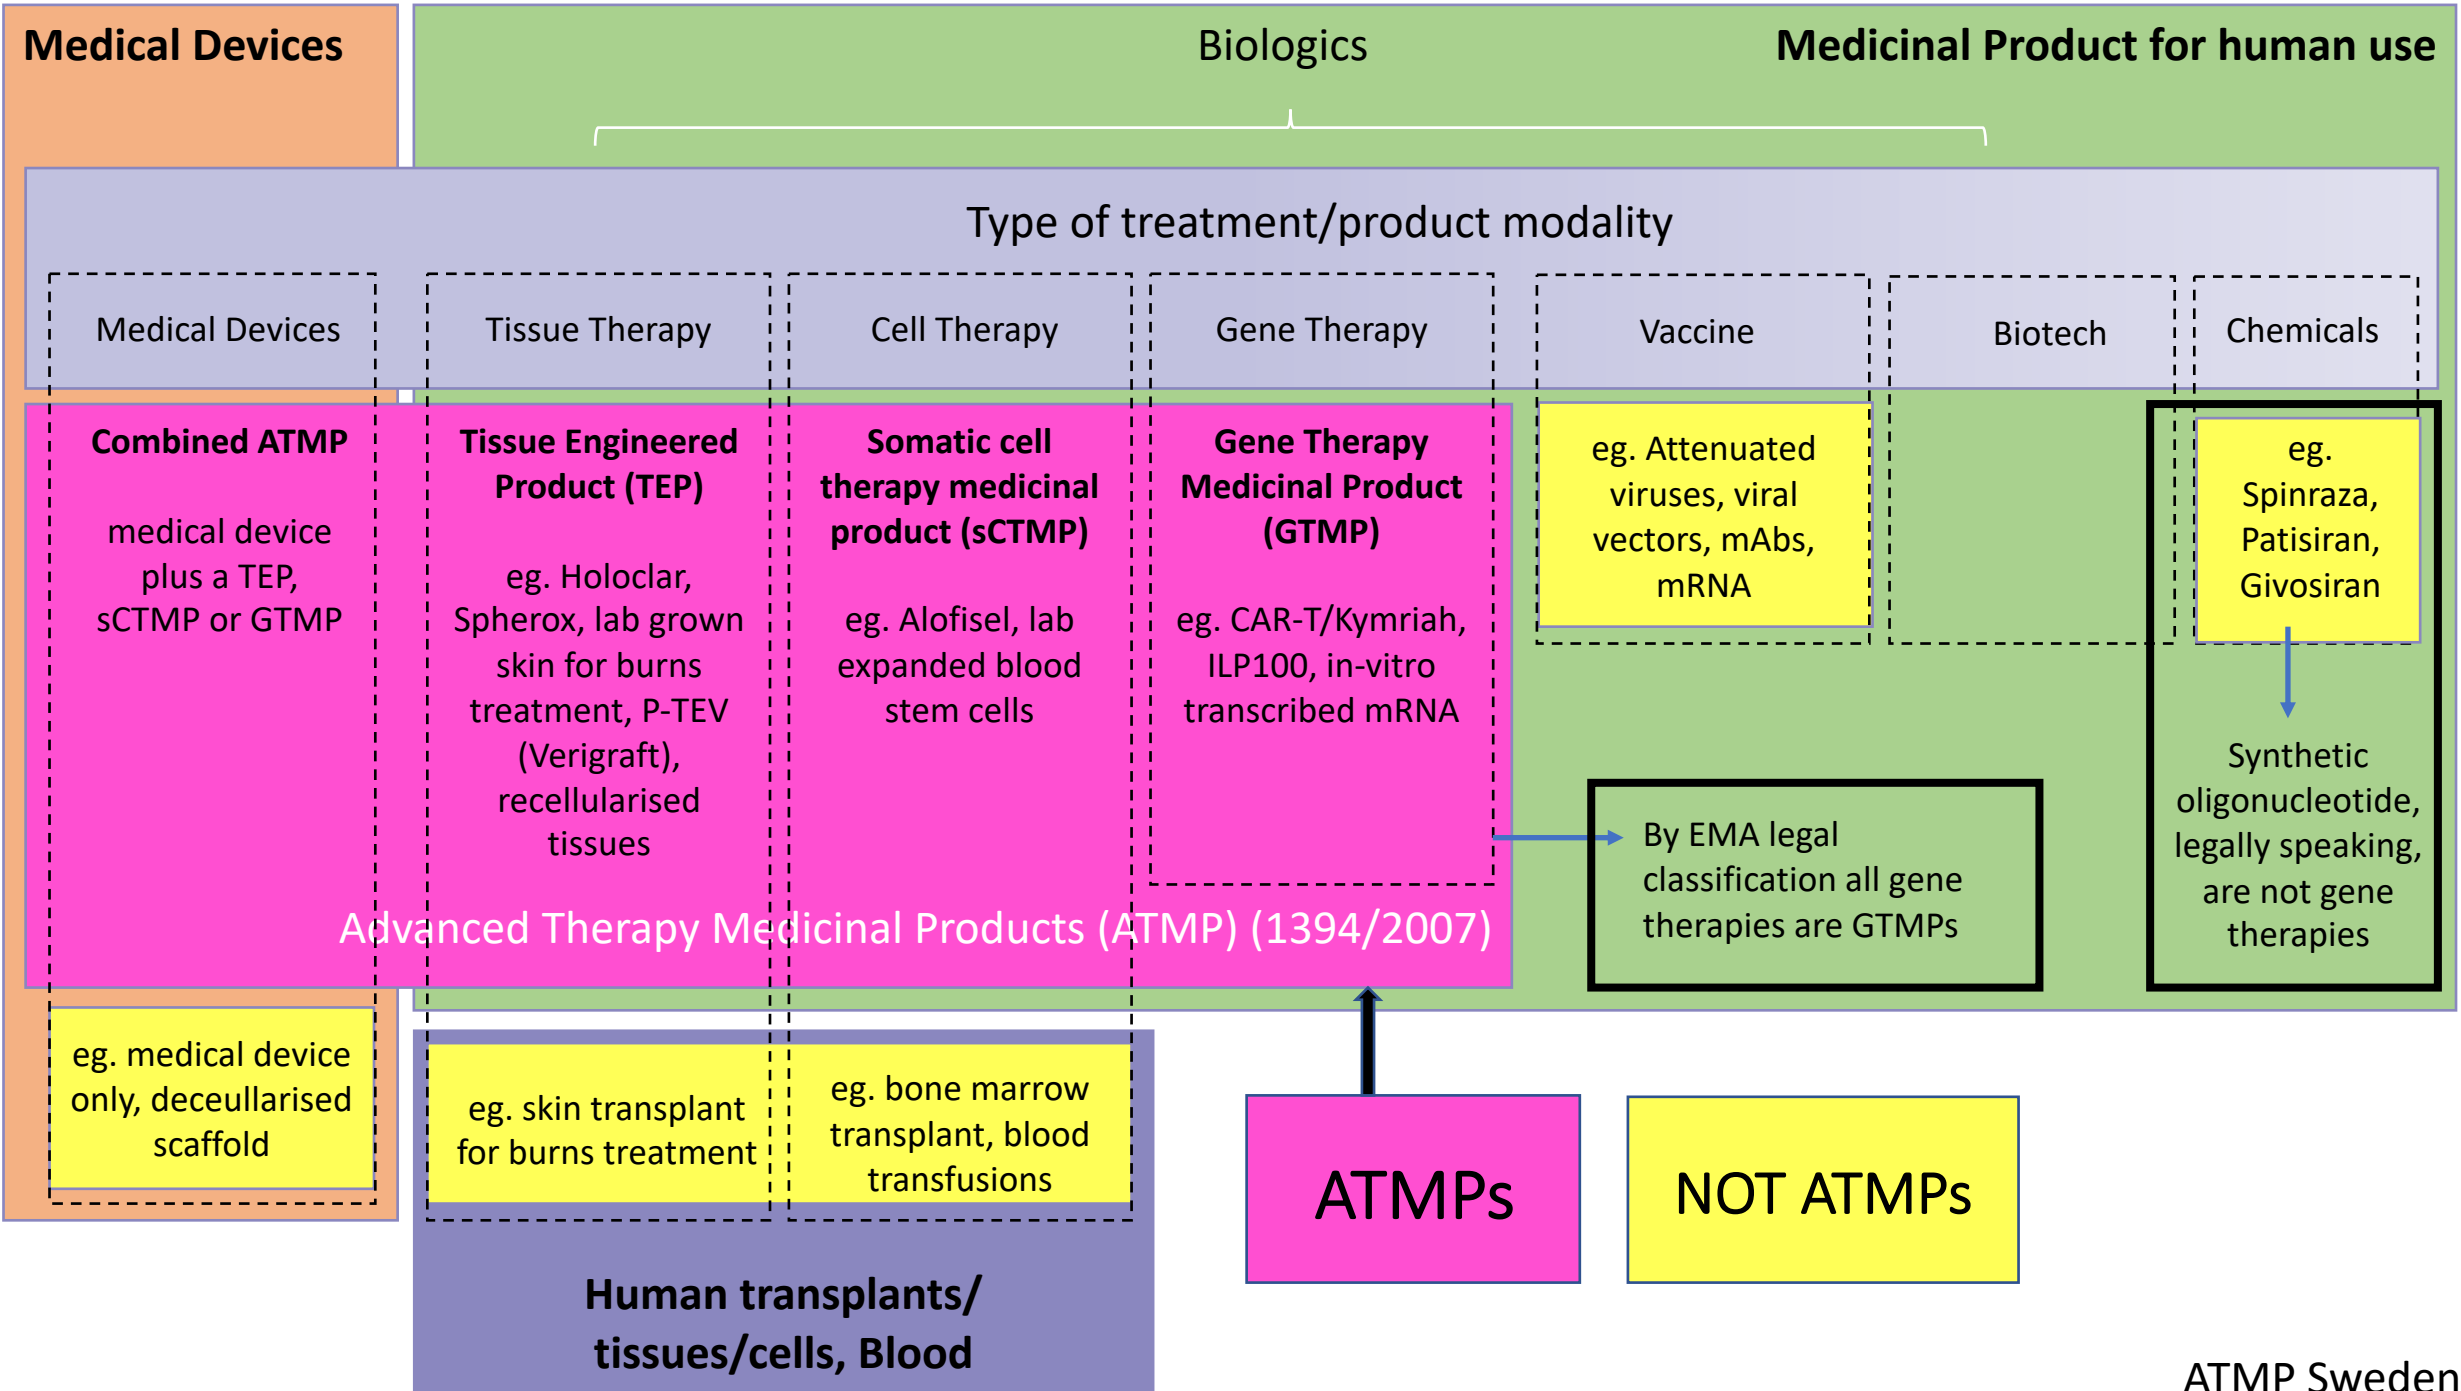 Medical Devices
Biologics
Medicinal Product for human use
Type of treatment/product modality
Medical Devices
Tissue Therapy
Cell Therapy
Gene Therapy
Vaccine
Biotech
Chemicals
Combined ATMP
medical device
plus a TEP,
sCTMP or GTMP
Tissue Engineered
Product (TEP)
eg. Holoclar,
Spherox, lab grown
skin for burns
treatment, P-TEV
(Verigraft),
recellularised
tissues
Somatic cell
therapy medicinal
product (sCTMP)
eg. Alofisel, lab
expanded blood
stem cells
Gene Therapy
Medicinal Product
(GTMP)
eg. CAR-T/Kymriah,
ILP100, in-vitro
transcribed mRNA
eg. Attenuated
viruses, viral
vectors, mAbs,
mRNA
eg.
Spinraza,
Patisiran,
Givosiran
Synthetic
oligonucleotide,
legally speaking,
are not gene
therapies
By EMA legal
classification all gene
therapies are GTMPs
Advanced Therapy Medicinal Products (ATMP) (1394/2007)
eg. medical device
only, deceullarised
scaffold
eg. skin transplant
for burns treatment
eg. bone marrow
transplant, blood
transfusions
ATMPs
NOT ATMPs
Human transplants/
tissues/cells, Blood
ATMP Sweden